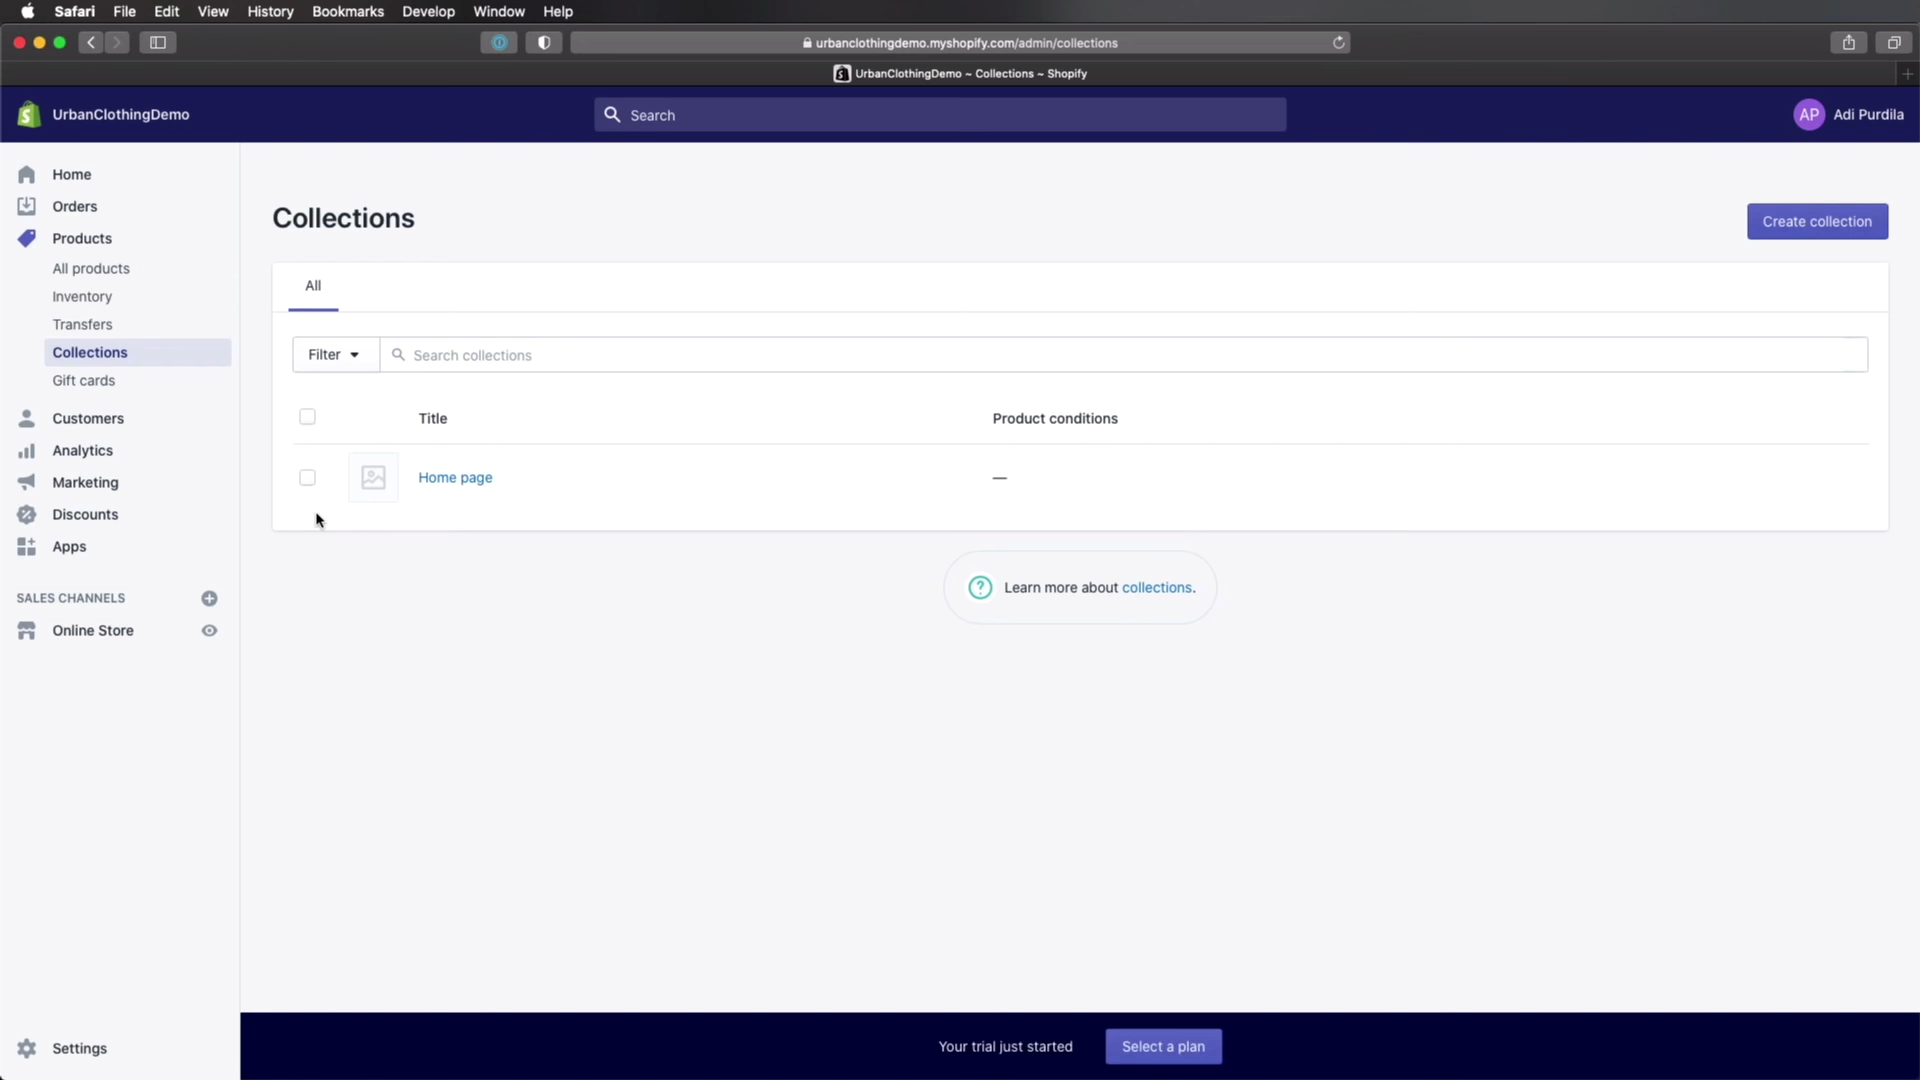 Safari File Edit View History Bookmarks Develop Window Help
urbanclothingdemo.myshopify.com/admin/collections
UrbanClothingDemo ~ Collections ~ Shopify
UrbanClothingDemo
Search
AP Adi Purdila
Home
Orders
Products
All products
Inventory
Transfers
Collections
Gift cards
Customers
Analytics
Marketing
Discounts
Apps
SALES CHANNELS
Online Store
Settings
Collections
Create collection
All
Filter Search collections
Title Product conditions
Home page —
Learn more about collections.
Your trial just started Select a plan